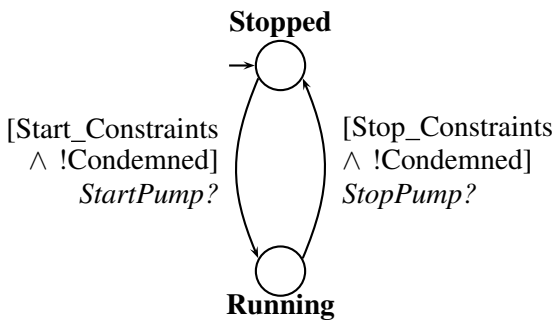 Stopped
[Start_Constraints
∧ !Condemned]
StartPump?
[Stop_Constraints
∧ !Condemned]
StopPump?
Running